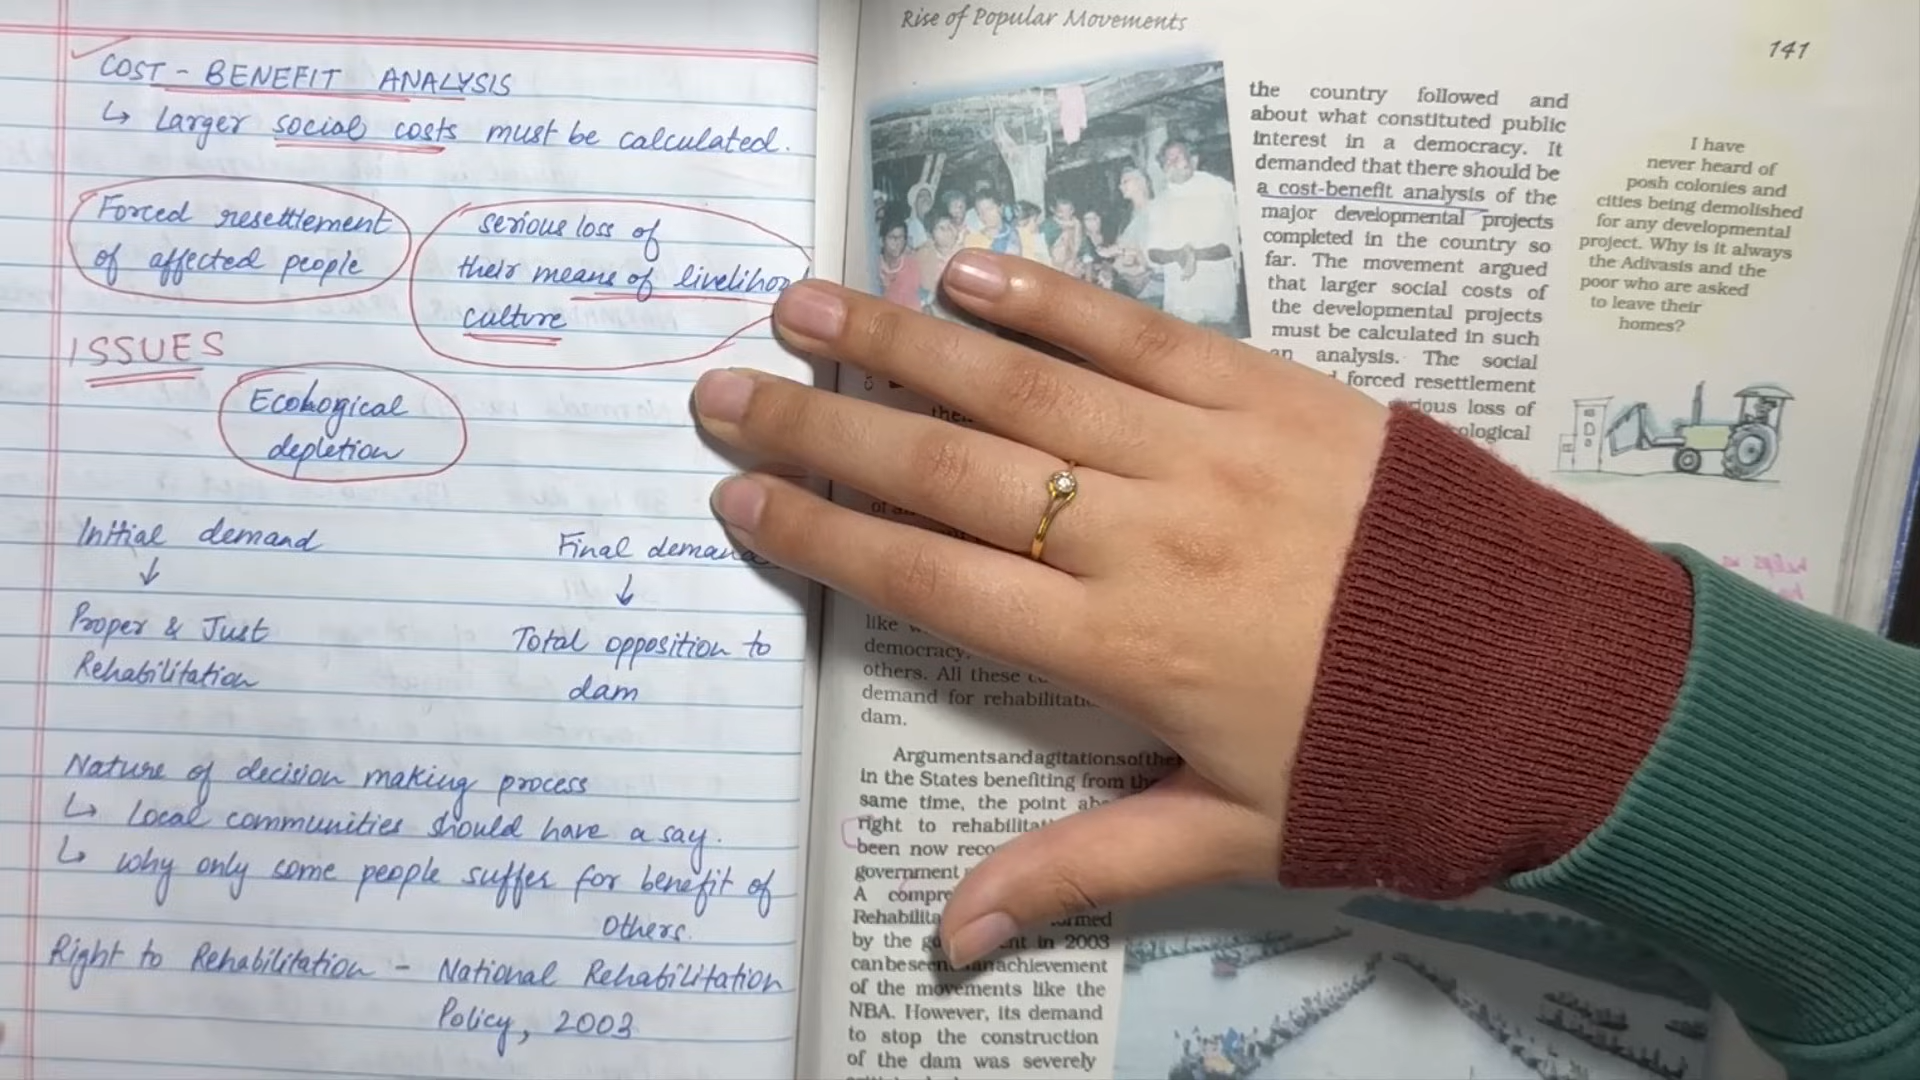 COST - BENEFIT ANALYSIS
↳ Larger social costs must be calculated.
Forced resettlement
of affected people
serious loss of
their means of
culture
ISSUES
Ecological
depletion
Initial demand
↓
Proper & Just
Rehabilitation
Final
↓
Total opposition to
dam
Nature of decision making process
↳ Local communities should have a say.
↳ why only some people suffer for benefit of
others.
Right to Rehabilitation - National Rehabilitation
Policy, 2003
Rise of Popular Movements
141
the country followed and
about what constituted public
interest in a democracy. It
demanded that there should be
a cost-benefit analysis of the
major developmental projects
completed in the country so
far. The movement argued
that larger social costs of
the developmental projects
must be calculated in such
an analysis. The social
forced resettlement
loss of
I have
never heard of
posh colonies and
cities being demolished
for any developmental
project. Why is it always
the Adivasis and the
poor who are asked
to leave their
homes?
like
democracy,
others. All these
demand for
dam.
Arguments and agitations of the
in the States benefiting from the
same time, the point
right to
been now
government
A
by the in 2003
can be seen achievement
of the movements like the
NBA. However, its demand
to stop the construction
of the dam was severely